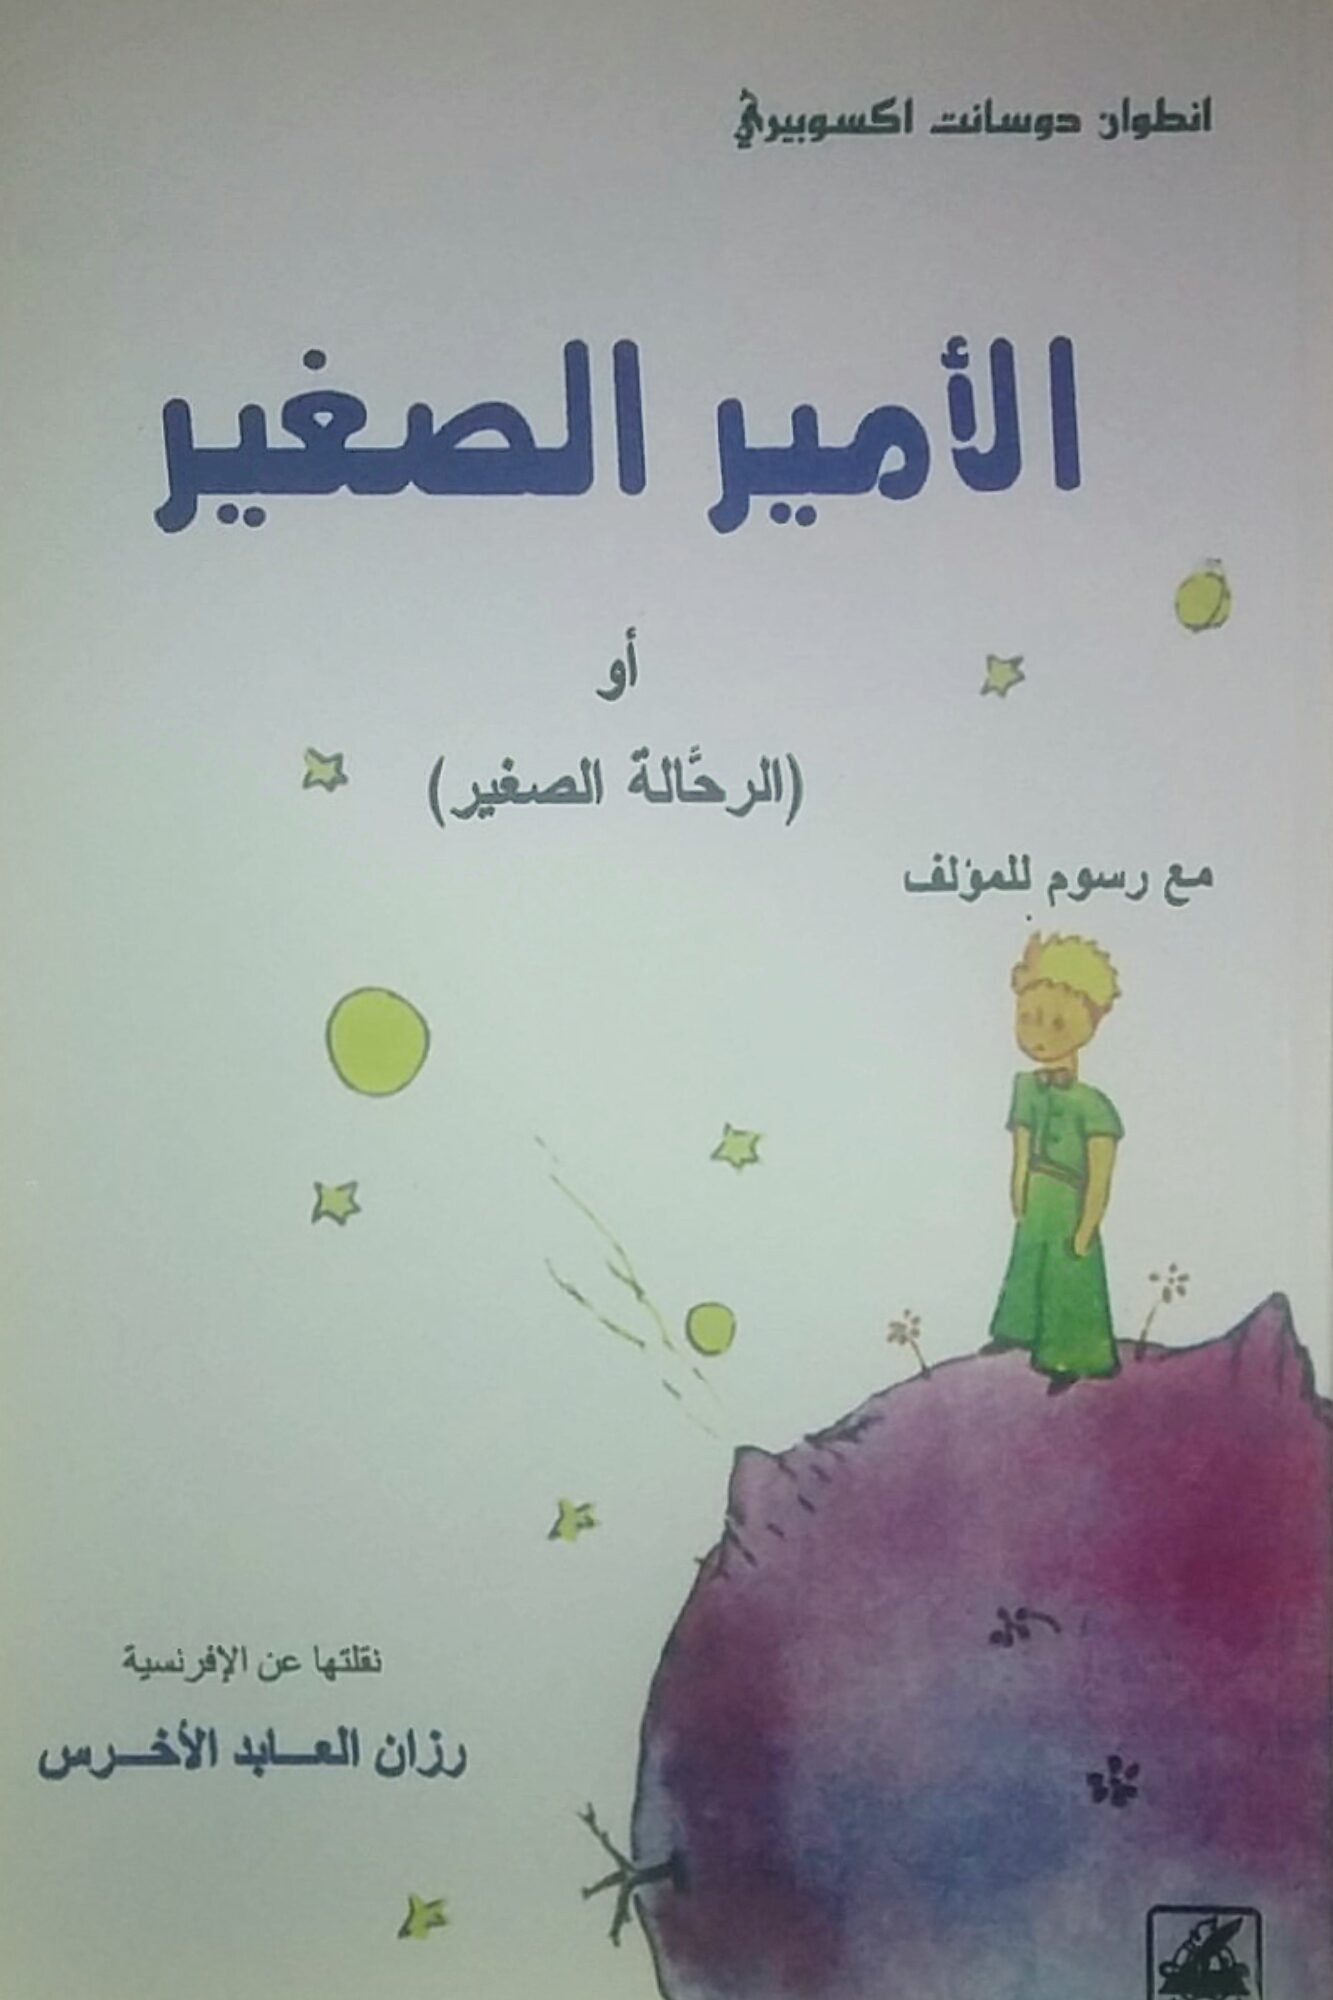 انطوان دوسانت اكسوبيري
الأمير الصغير
أو
(الرحَّالة الصغير)
مع رسوم للمؤلف
نقلتها عن الإفرنسية
رزان العـابد الأخـرس